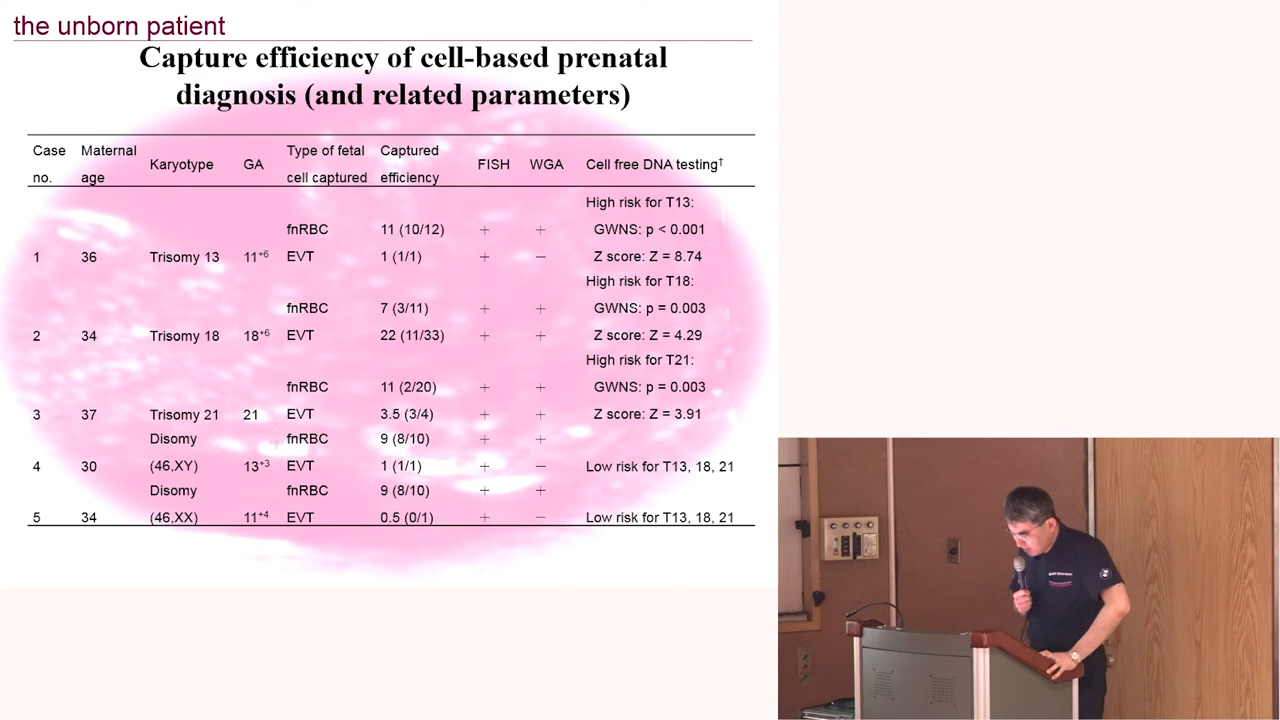 the unborn patient
Capture efficiency of cell-based prenatal
diagnosis (and related parameters)
Case no. Maternal age Karyotype GA Type of fetal cell captured Captured efficiency FISH WGA Cell free DNA testing†
High risk for T13:
fnRBC 11 (10/12) + + GWNS: p < 0.001
1 36 Trisomy 13 11+6 EVT 1 (1/1) + − Z score: Z = 8.74
High risk for T18:
fnRBC 7 (3/11) + + GWNS: p = 0.003
2 34 Trisomy 18 18+6 EVT 22 (11/33) + + Z score: Z = 4.29
High risk for T21:
fnRBC 11 (2/20) + + GWNS: p = 0.003
3 37 Trisomy 21 21 EVT 3.5 (3/4) + + Z score: Z = 3.91
Disomy fnRBC 9 (8/10) + +
4 30 (46,XY) 13+3 EVT 1 (1/1) + − Low risk for T13, 18, 21
Disomy fnRBC 9 (8/10) + +
5 34 (46,XX) 11+4 EVT 0.5 (0/1) + − Low risk for T13, 18, 21